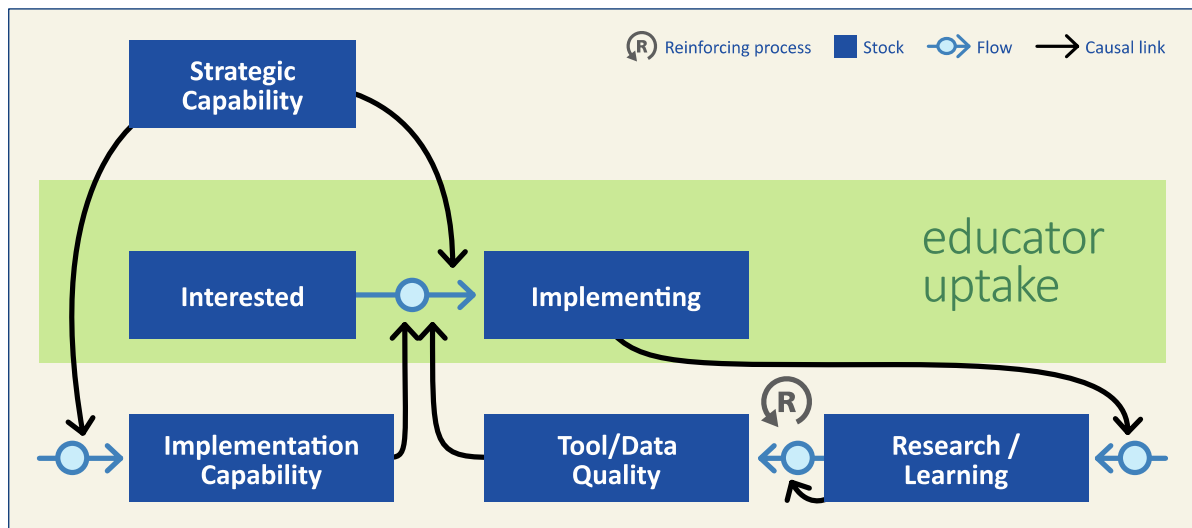 R Reinforcing process Stock Flow Causal link
Strategic
Capability
educator
uptake
Interested
Implementing
R
Implementation
Capability
Tool/Data
Quality
Research /
Learning